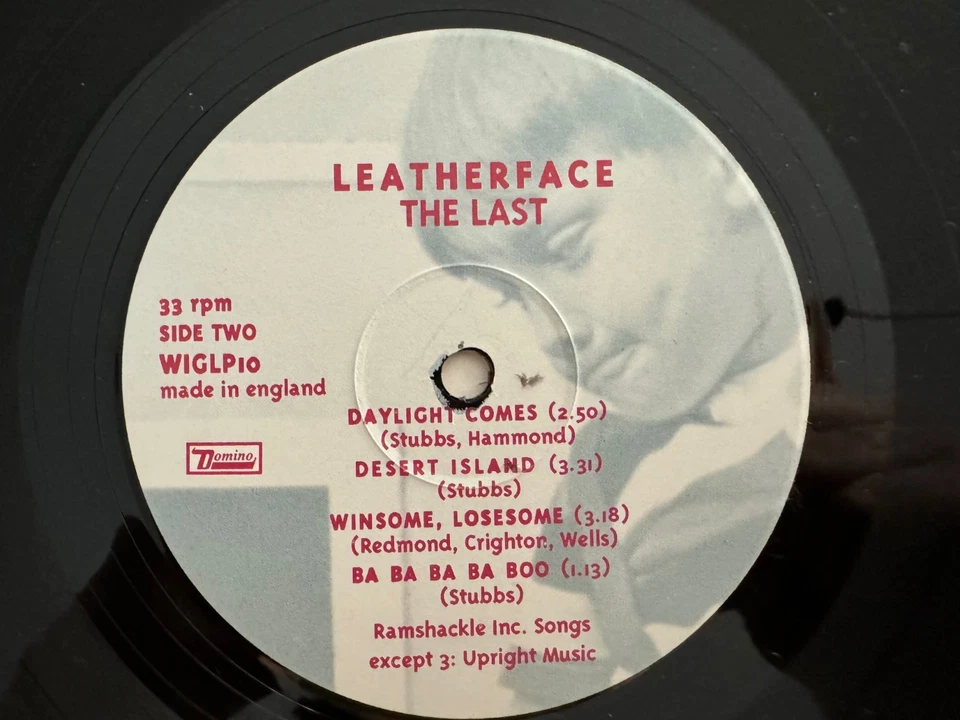 LEATHERFACE
THE LAST
33 rpm
SIDE TWO
WIGLP10
made in england
Domino
DAYLIGHT COMES (2.50)
(Stubbs, Hammond)
DESERT ISLAND (3.31)
(Stubbs)
WINSOME, LOSESOME (3.18)
(Redmond, Crighton, Wells)
BA BA BA BA BOO (1.13)
(Stubbs)
Ramshackle Inc. Songs
except 3: Upright Music